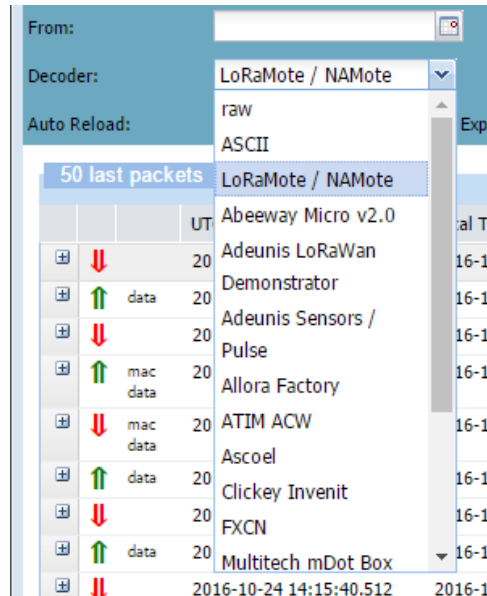 From:
Decoder: LoRaMote / NAMote
Auto Reload: Exp
raw
ASCII
LoRaMote / NAMote
Abeeway Micro v2.0
Adeunis LoRaWan
Demonstrator
Adeunis Sensors /
Pulse
Allora Factory
ATIM ACW
Ascoel
Clickey Invenit
FXCN
Multitech mDot Box
50 last packets
UT cal T
20 16-1
data 20 16-1
20 16-1
mac 20 16-1
data
mac 20 16-1
data
data 20 16-1
20 16-1
data 20 16-1
2016-10-24 14:15:40.512 2016-1